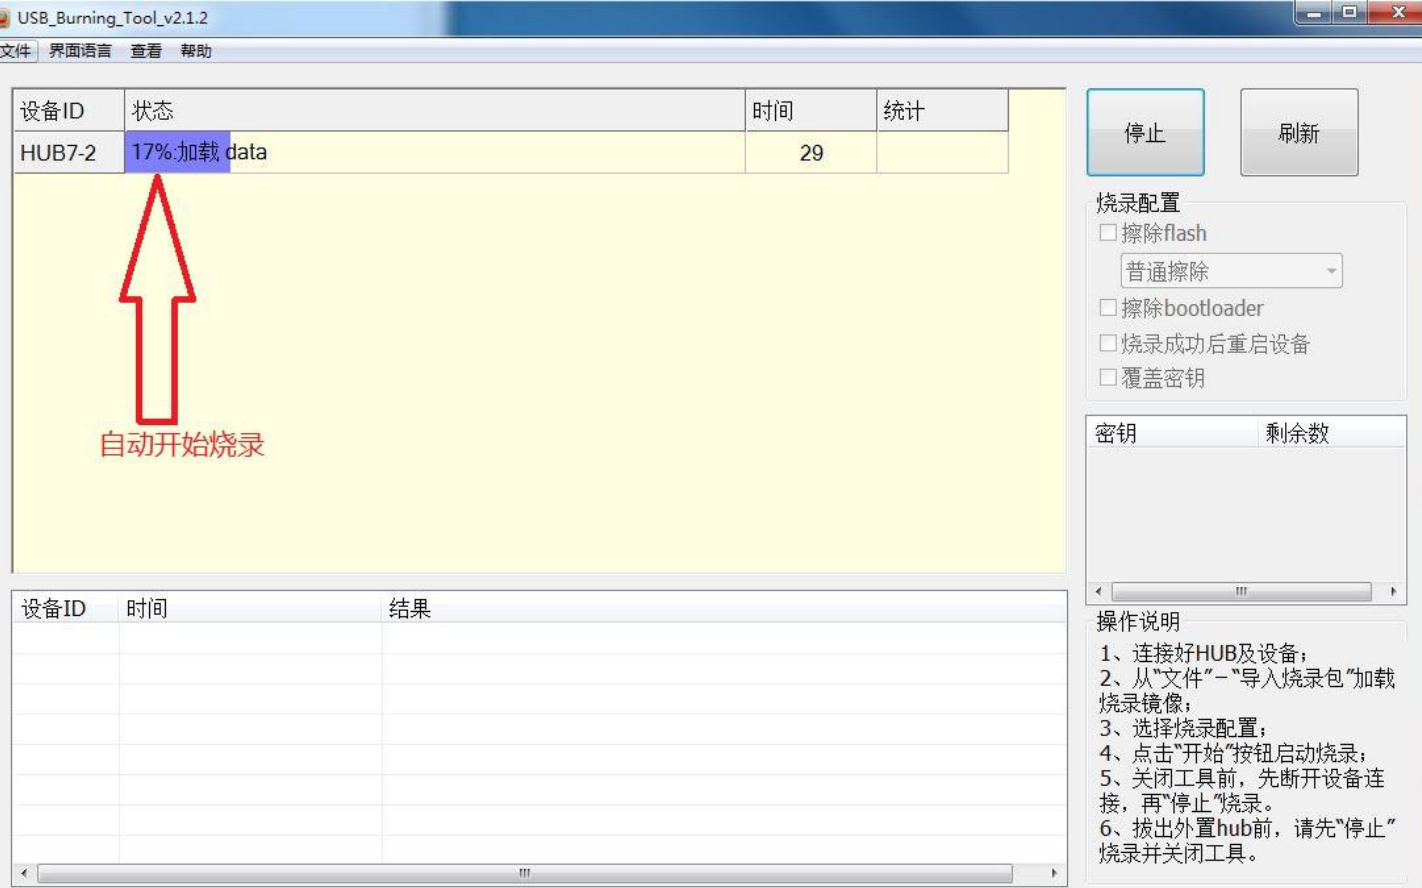 USB_Burning_Tool_v2.1.2
文件 界面语言 查看 帮助
设备ID 状态 时间 统计
HUB7-2 17%:加载 data 29
自动开始烧录
设备ID 时间 结果
停止 刷新
烧录配置
擦除flash
普通擦除
擦除bootloader
烧录成功后重启设备
覆盖密钥
密钥 剩余数
操作说明
1、连接好HUB及设备;
2、从“文件”-“导入烧录包”加载
烧录镜像;
3、选择烧录配置;
4、点击“开始”按钮启动烧录;
5、关闭工具前，先断开设备连
接，再“停止”烧录。
6、拔出外置hub前，请先“停止”
烧录并关闭工具。